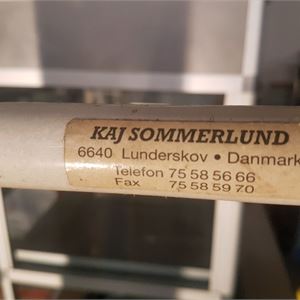 KAJ SOMMERLUND
6640 Lunderskov • Danmark
Telefon 75 58 56 66
Fax 75 58 59 70